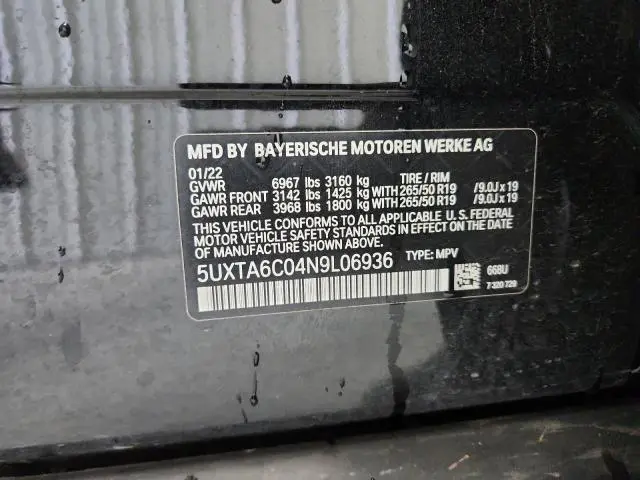 MFD BY BAYERISCHE MOTOREN WERKE AG
01/22 TIRE / RIM
GVWR 6967 lbs 3160 kg
GAWR FRONT 3142 lbs 1425 kg WITH 265/50 R19 /9.0J x 19
GAWR REAR 3968 lbs 1800 kg WITH 265/50 R19 /9.0J x 19
THIS VEHICLE CONFORMS TO ALL APPLICABLE U.S. FEDERAL
MOTOR VEHICLE SAFETY STANDARDS IN EFFECT ON THE DATE
OF MANUFACTURE SHOWN ABOVE.
5UXTA6C04N9L06936 TYPE: MPV
668U
7 320 729